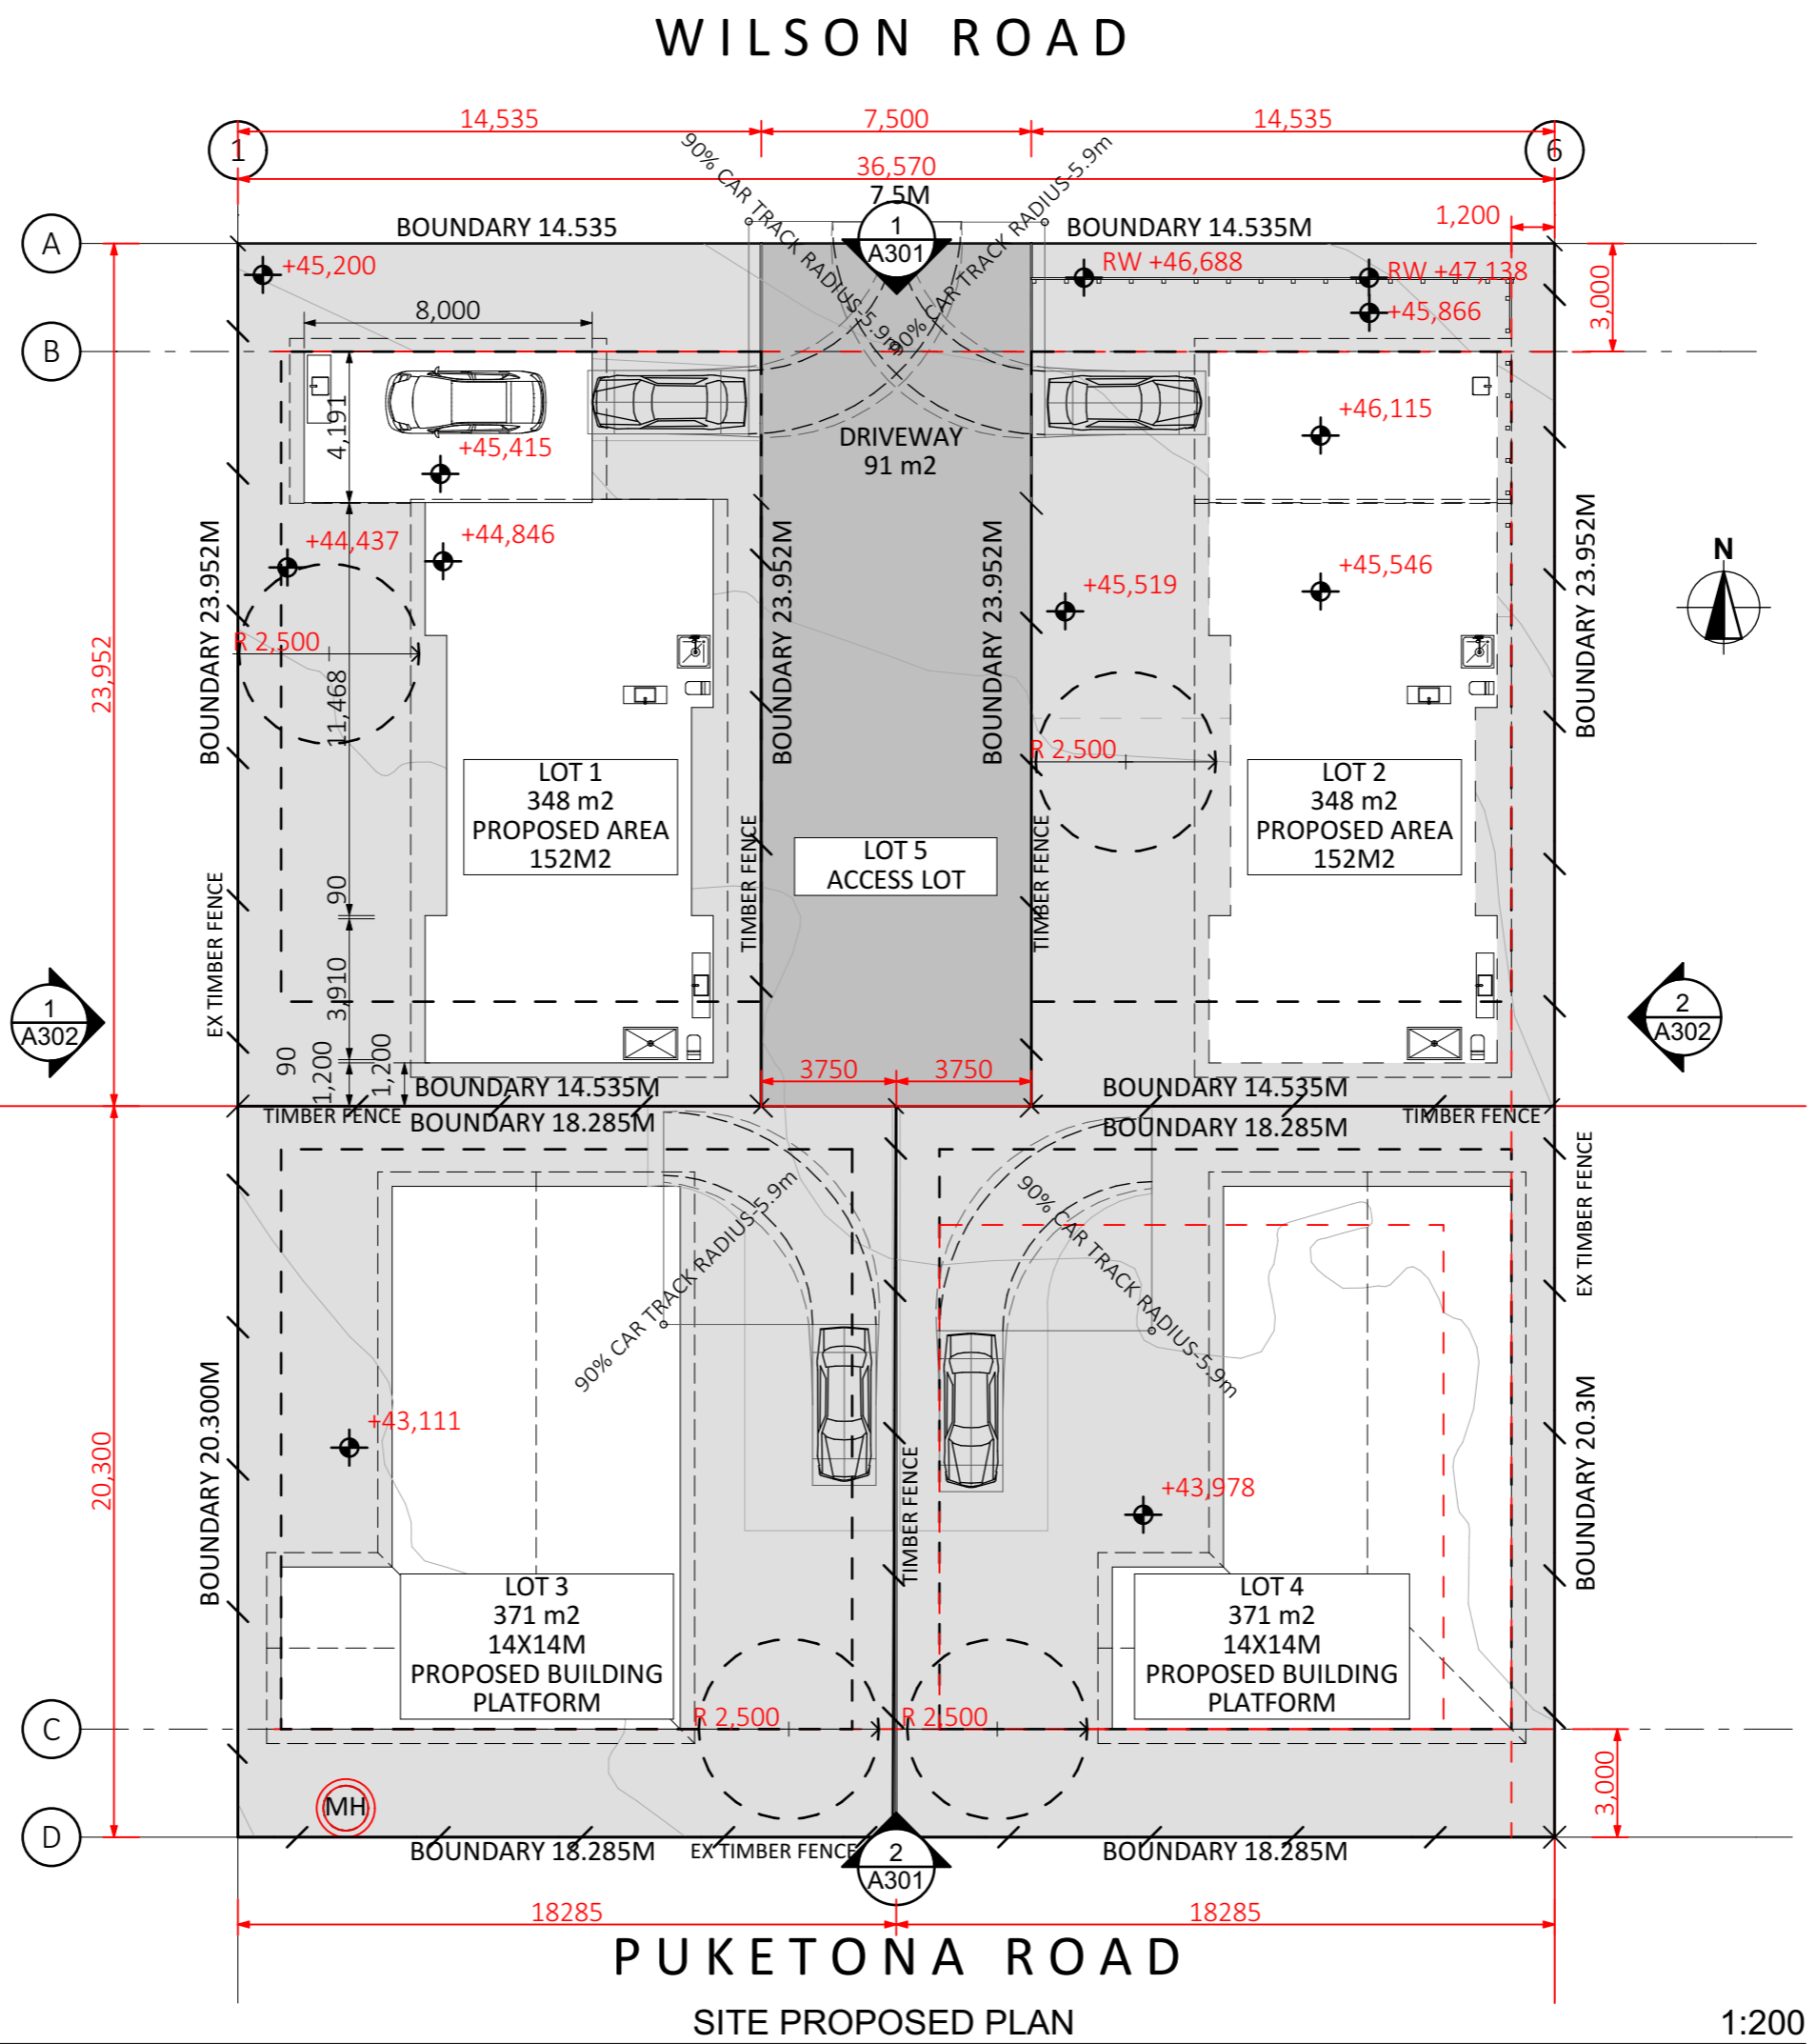 WILSON ROAD
14,535
7,500
14,535
1
36,570
6
7.5M
90% CAR TRACK RADIUS-5.9m
90% CAR TRACK RADIUS-5.9m
1
A301
BOUNDARY 14.535
BOUNDARY 14.535M
1,200
A
+45,200
RW +46,688
RW +47,138
+45,866
3,000
8,000
B
4,191
+45,415
DRIVEWAY
91 m2
+46,115
+44,437
+44,846
+45,519
+45,546
N
BOUNDARY 23.952M
BOUNDARY 23.952M
BOUNDARY 23.952M
BOUNDARY 23.952M
23,952
R 2,500
11,468
R 2,500
LOT 1
348 m2
PROPOSED AREA
152M2
LOT 2
348 m2
PROPOSED AREA
152M2
LOT 5
ACCESS LOT
TIMBER FENCE
TIMBER FENCE
EX TIMBER FENCE
90
3,910
90
1,200
1,200
1
A302
2
A302
3750
3750
BOUNDARY 14.535M
BOUNDARY 14.535M
TIMBER FENCE
BOUNDARY 18.285M
BOUNDARY 18.285M
TIMBER FENCE
EX TIMBER FENCE
90% CAR TRACK RADIUS-5.9m
90% CAR TRACK RADIUS-5.9m
20,300
BOUNDARY 20.300M
+43,111
TIMBER FENCE
+43,978
BOUNDARY 20.3M
LOT 3
371 m2
14X14M
PROPOSED BUILDING
PLATFORM
LOT 4
371 m2
14X14M
PROPOSED BUILDING
PLATFORM
R 2,500
R 2,500
C
MH
3,000
D
BOUNDARY 18.285M
EX TIMBER FENCE
2
A301
BOUNDARY 18.285M
18285
18285
PUKETONA ROAD
SITE PROPOSED PLAN
1:200